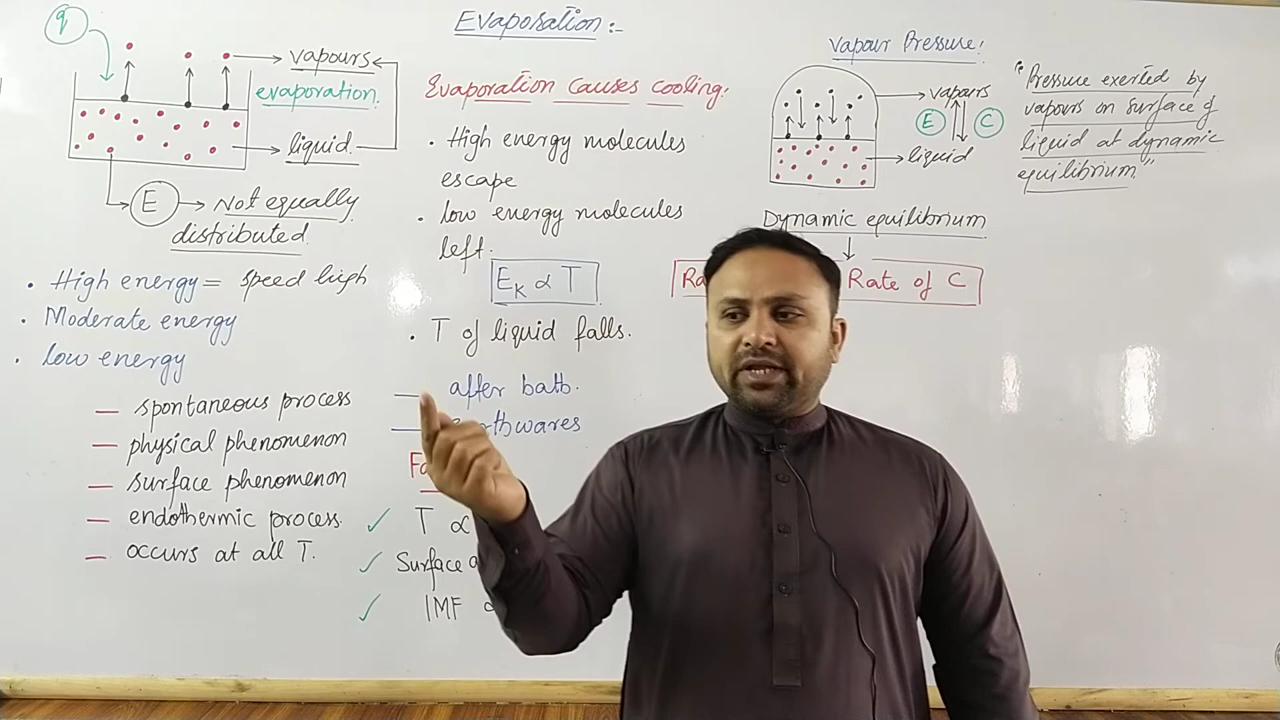 Evaporation:-
q
vapours
evaporation.
liquid.
E
Not equally
distributed.
• High energy = speed high
• Moderate energy
• low energy
— spontaneous process
— physical phenomenon
— surface phenomenon
— endothermic process.
— occurs at all T.
Evaporation causes cooling:
• High energy molecules
escape
• low energy molecules
left.
EK ∝ T
• T of liquid falls.
— after bath.
✓ T ∝
✓ Surface
✓ IMF
Vapour Pressure:
vapours
E C
liquid
Dynamic equilibrium
Rate of C
"Pressure exerted by
vapours on surface of
liquid at dynamic
equilibrium"